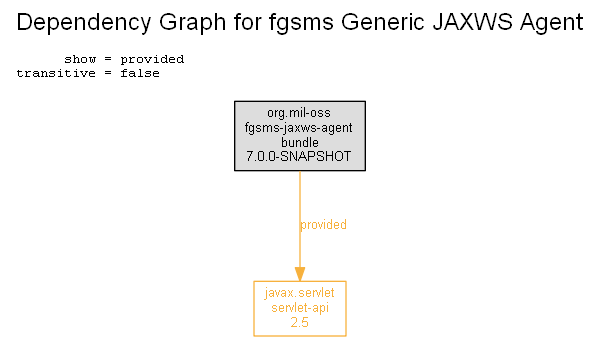 Dependency Graph for fgsms Generic JAXWS Agent
show = provided
transitive = false
org.mil-oss
fgsms-jaxws-agent
bundle
7.0.0-SNAPSHOT
provided
javax.servlet
servlet-api
2.5